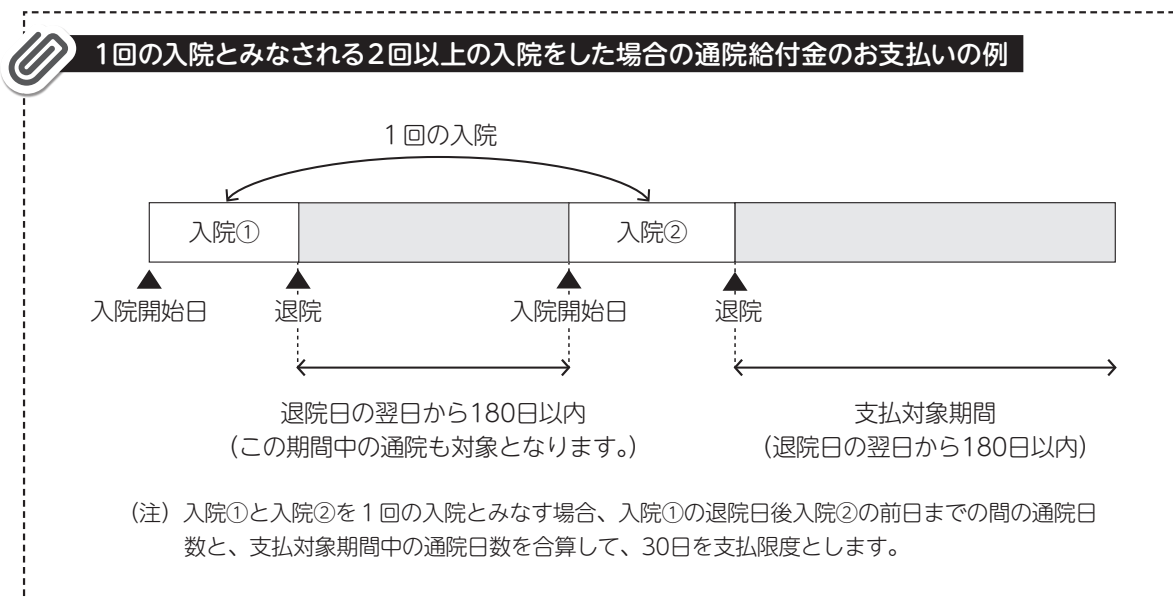 1回の入院とみなされる2回以上の入院をした場合の通院給付金のお支払いの例
1回の入院
入院①
入院②
入院開始日
退院
入院開始日
退院
退院日の翌日から180日以内
（この期間中の通院も対象となります。）
支払対象期間
（退院日の翌日から180日以内）
（注）入院①と入院②を1回の入院とみなす場合、入院①の退院日後入院②の前日までの間の通院日
数と、支払対象期間中の通院日数を合算して、30日を支払限度とします。